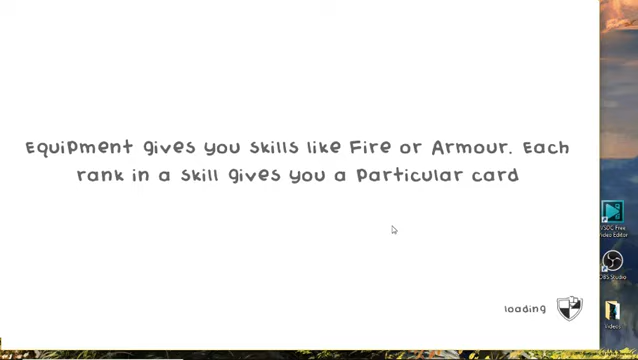 Equipment gives you skills like Fire or Armour. Each
rank in a skill gives you a particular card
loading
VSDC Free
Video Editor
OBS Studio
Videos